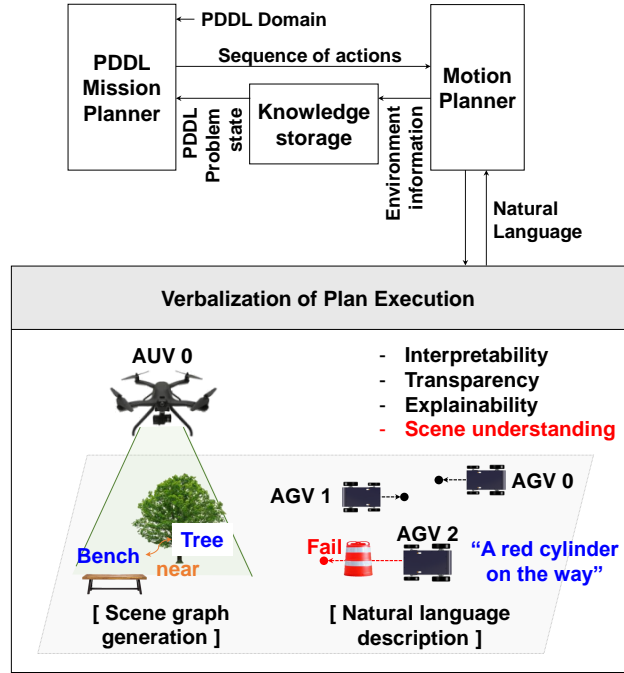 PDDL Domain
PDDL
Mission
Planner
Sequence of actions
Motion
Planner
Knowledge
storage
PDDL
Problem
state
Environment
information
Natural
Language
Verbalization of Plan Execution
AUV 0
- Interpretability
- Transparency
- Explainability
- Scene understanding
AGV 1
AGV 0
Tree
Bench
near
AGV 2
Fail
“A red cylinder
on the way”
[ Scene graph
generation ]
[ Natural language
description ]